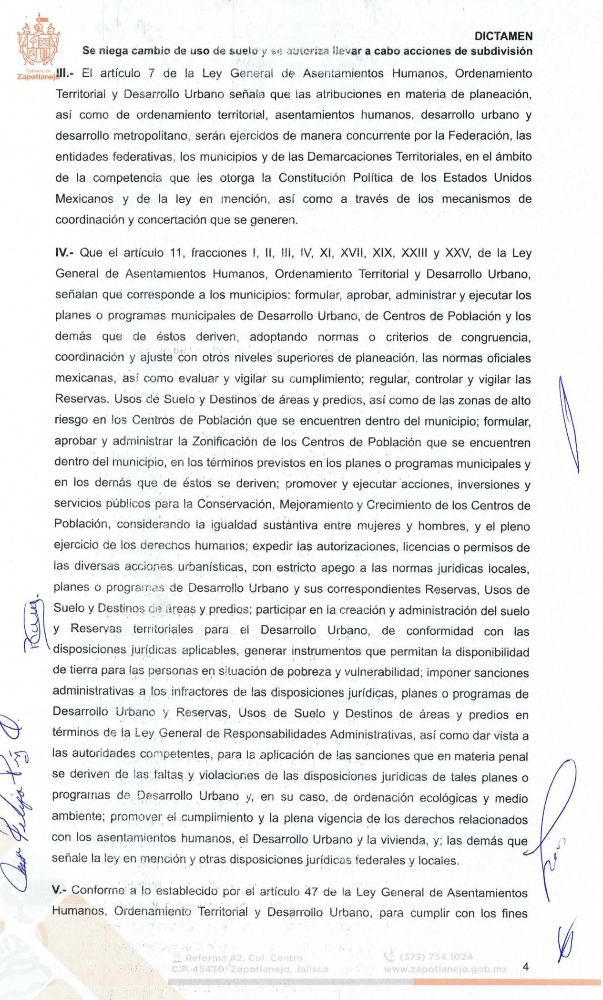 DICTAMEN
Se niega cambio de uso de suelo y se autoriza llevar a cabo acciones de subdivisión
Gobierno de
Zapotlanejo
III.- El artículo 7 de la Ley General de Asentamientos Humanos, Ordenamiento
Territorial y Desarrollo Urbano señala que las atribuciones en materia de planeación,
así como de ordenamiento territorial, asentamientos humanos, desarrollo urbano y
desarrollo metropolitano, serán ejercidos de manera concurrente por la Federación, las
entidades federativas, los municipios y de las Demarcaciones Territoriales, en el ámbito
de la competencia que les otorga la Constitución Política de los Estados Unidos
Mexicanos y de la ley en mención, así como a través de los mecanismos de
coordinación y concertación que se generen.
IV.- Que el artículo 11, fracciones I, II, III, IV, XI, XVII, XIX, XXIII y XXV, de la Ley
General de Asentamientos Humanos, Ordenamiento Territorial y Desarrollo Urbano,
señalan que corresponde a los municipios: formular, aprobar, administrar y ejecutar los
planes o programas municipales de Desarrollo Urbano, de Centros de Población y los
demás que de éstos deriven, adoptando normas o criterios de congruencia,
coordinación y ajuste con otros niveles superiores de planeación, las normas oficiales
mexicanas, así como evaluar y vigilar su cumplimiento; regular, controlar y vigilar las
Reservas, Usos de Suelo y Destinos de áreas y predios, así como de las zonas de alto
riesgo en los Centros de Población que se encuentren dentro del municipio; formular,
aprobar y administrar la Zonificación de los Centros de Población que se encuentren
dentro del municipio, en los términos previstos en los planes o programas municipales y
en los demás que de éstos se deriven; promover y ejecutar acciones, inversiones y
servicios públicos para la Conservación, Mejoramiento y Crecimiento de los Centros de
Población, considerando la igualdad sustantiva entre mujeres y hombres, y el pleno
ejercicio de los derechos humanos; expedir las autorizaciones, licencias o permisos de
las diversas acciones urbanísticas, con estricto apego a las normas jurídicas locales,
planes o programas de Desarrollo Urbano y sus correspondientes Reservas, Usos de
Suelo y Destinos de áreas y predios; participar en la creación y administración del suelo
y Reservas territoriales para el Desarrollo Urbano, de conformidad con las
disposiciones jurídicas aplicables, generar instrumentos que permitan la disponibilidad
de tierra para las personas en situación de pobreza y vulnerabilidad; imponer sanciones
administrativas a los infractores de las disposiciones jurídicas, planes o programas de
Desarrollo Urbano y Reservas, Usos de Suelo y Destinos de áreas y predios en
términos de la Ley General de Responsabilidades Administrativas, así como dar vista a
las autoridades competentes, para la aplicación de las sanciones que en materia penal
se deriven de las faltas y violaciones de las disposiciones jurídicas de tales planes o
programas de Desarrollo Urbano y, en su caso, de ordenación ecológicas y medio
ambiente; promover el cumplimiento y la plena vigencia de los derechos relacionados
con los asentamientos humanos, el Desarrollo Urbano y la vivienda, y; las demás que
señale la ley en mención y otras disposiciones jurídicas federales y locales.
V.- Conforme a lo establecido por el artículo 47 de la Ley General de Asentamientos
Humanos, Ordenamiento Territorial y Desarrollo Urbano, para cumplir con los fines
Reforma #2, Col. Centro
C.P. 45430 Zapotlanejo, Jalisco
(373) 734 1024
www.zapotlanejo.gob.mx
4